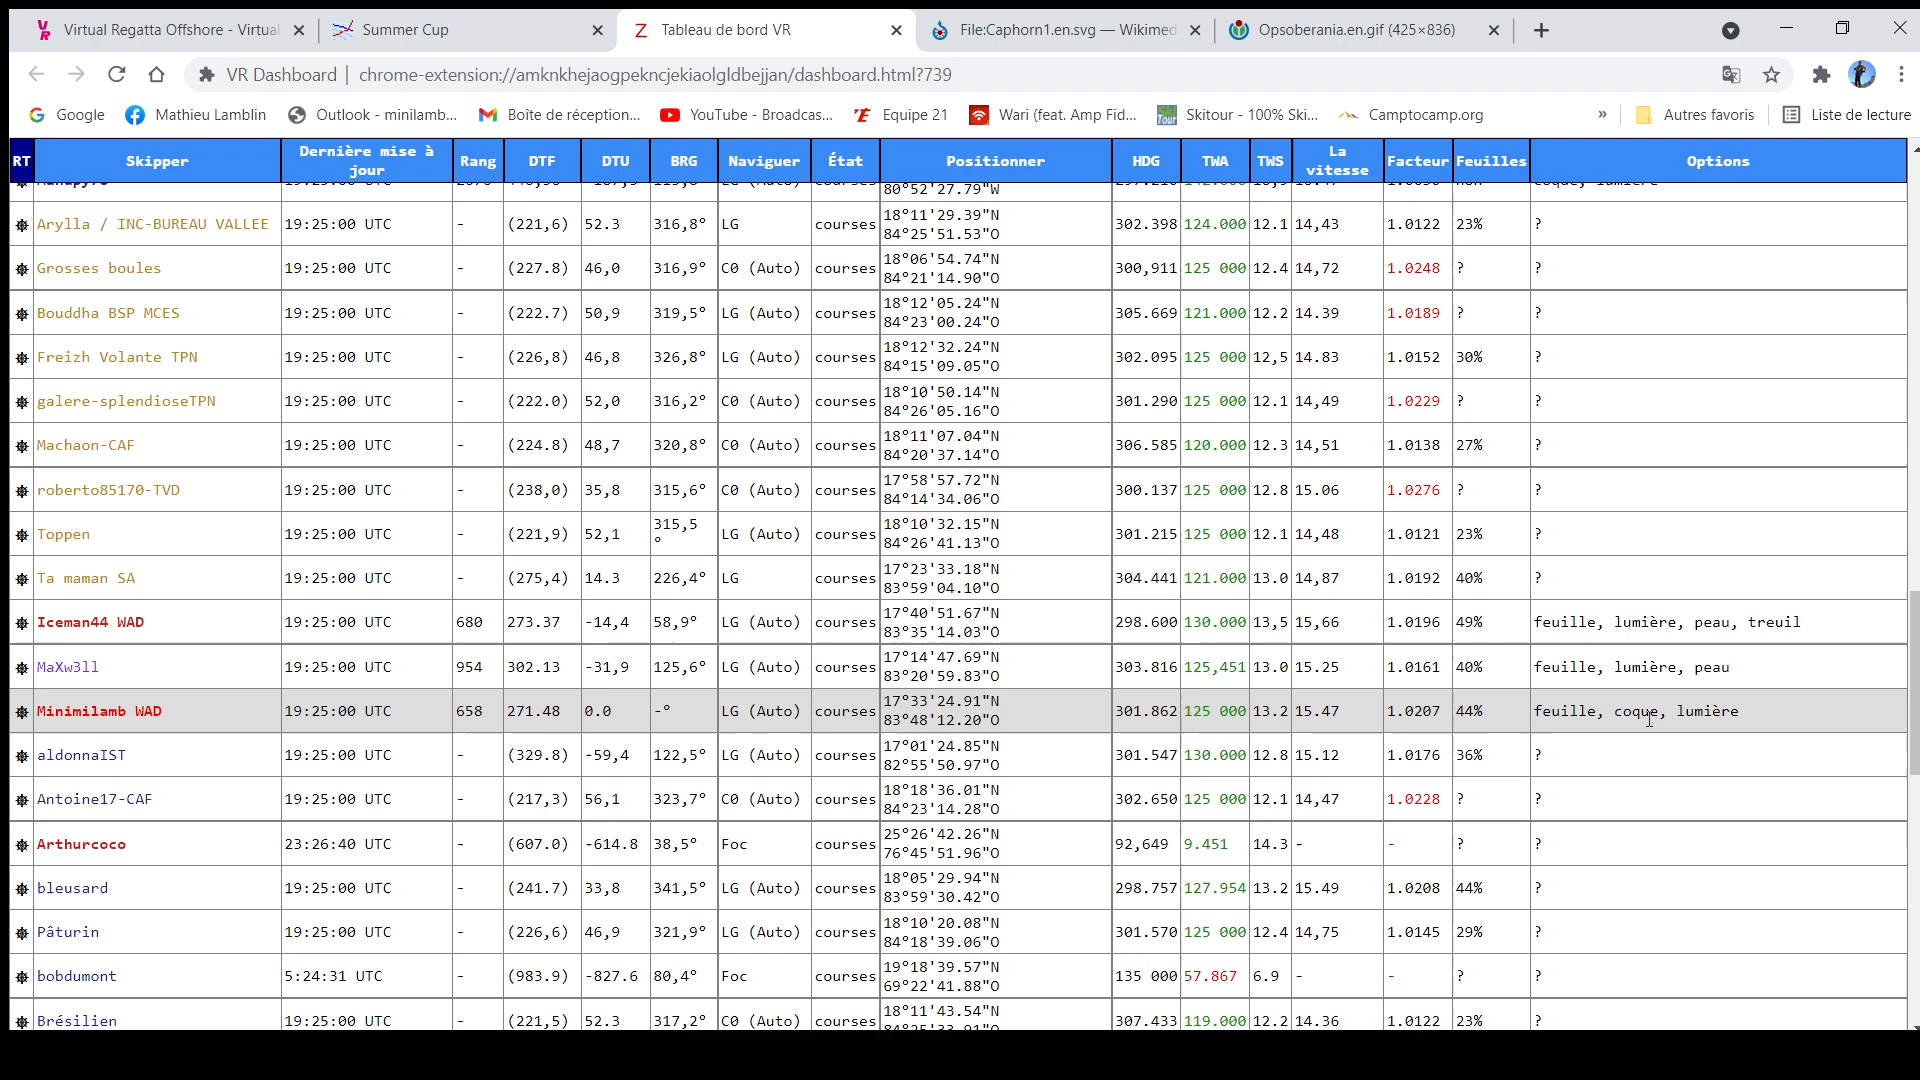 Virtual Regatta Offshore - Virtual
Summer Cup
Tableau de bord VR
File:Caphorn1.en.svg — Wikimed
Opsoberania.en.gif (425×836)
VR Dashboard | chrome-extension://amknkhejaogpekncjekiaolgldbejjan/dashboard.html?739
Google Mathieu Lamblin Outlook - minilamb... Boîte de réception... YouTube - Broadcas... Equipe 21 Wari (feat. Amp Fid... Skitour - 100% Ski... Camptocamp.org » Autres favoris Liste de lecture
RT Skipper Dernière mise à jour Rang DTF DTU BRG Naviguer État Positionner HDG TWA TWS La vitesse Facteur Feuilles Options
80°52'27.79"W
Arylla / INC-BUREAU VALLEE 19:25:00 UTC - (221,6) 52.3 316,8° LG courses 18°11'29.39"N 84°25'51.53"O 302.398 124.000 12.1 14,43 1.0122 23% ?
Grosses boules 19:25:00 UTC - (227.8) 46,0 316,9° C0 (Auto) courses 18°06'54.74"N 84°21'14.90"O 300,911 125 000 12.4 14,72 1.0248 ? ?
Bouddha BSP MCES 19:25:00 UTC - (222.7) 50,9 319,5° LG (Auto) courses 18°12'05.24"N 84°23'00.24"O 305.669 121.000 12.2 14.39 1.0189 ? ?
Freizh Volante TPN 19:25:00 UTC - (226,8) 46,8 326,8° LG (Auto) courses 18°12'32.24"N 84°15'09.05"O 302.095 125 000 12,5 14.83 1.0152 30% ?
galere-splendioseTPN 19:25:00 UTC - (222.0) 52,0 316,2° C0 (Auto) courses 18°10'50.14"N 84°26'05.16"O 301.290 125 000 12.1 14,49 1.0229 ? ?
Machaon-CAF 19:25:00 UTC - (224.8) 48,7 320,8° C0 (Auto) courses 18°11'07.04"N 84°20'37.14"O 306.585 120.000 12.3 14,51 1.0138 27% ?
roberto85170-TVD 19:25:00 UTC - (238,0) 35,8 315,6° C0 (Auto) courses 17°58'57.72"N 84°14'34.06"O 300.137 125 000 12.8 15.06 1.0276 ? ?
Toppen 19:25:00 UTC - (221,9) 52,1 315,5 ° LG (Auto) courses 18°10'32.15"N 84°26'41.13"O 301.215 125 000 12.1 14,48 1.0121 23% ?
Ta maman SA 19:25:00 UTC - (275,4) 14.3 226,4° LG courses 17°23'33.18"N 83°59'04.10"O 304.441 121.000 13.0 14,87 1.0192 40% ?
Iceman44 WAD 19:25:00 UTC 680 273.37 -14,4 58,9° LG (Auto) courses 17°40'51.67"N 83°35'14.03"O 298.600 130.000 13,5 15,66 1.0196 49% feuille, lumière, peau, treuil
MaXw3ll 19:25:00 UTC 954 302.13 -31,9 125,6° LG (Auto) courses 17°14'47.69"N 83°20'59.83"O 303.816 125,451 13.0 15.25 1.0161 40% feuille, lumière, peau
Minimilamb WAD 19:25:00 UTC 658 271.48 0.0 -° LG (Auto) courses 17°33'24.91"N 83°48'12.20"O 301.862 125 000 13.2 15.47 1.0207 44% feuille, coque, lumière
aldonnaIST 19:25:00 UTC - (329.8) -59,4 122,5° LG (Auto) courses 17°01'24.85"N 82°55'50.97"O 301.547 130.000 12.8 15.12 1.0176 36% ?
Antoine17-CAF 19:25:00 UTC - (217,3) 56,1 323,7° C0 (Auto) courses 18°18'36.01"N 84°23'14.28"O 302.650 125 000 12.1 14,47 1.0228 ? ?
Arthurcoco 23:26:40 UTC - (607.0) -614.8 38,5° Foc courses 25°26'42.26"N 76°45'51.96"O 92,649 9.451 14.3 - - ? ?
bleusard 19:25:00 UTC - (241.7) 33,8 341,5° LG (Auto) courses 18°05'29.94"N 83°59'30.42"O 298.757 127.954 13.2 15.49 1.0208 44% ?
Pâturin 19:25:00 UTC - (226,6) 46,9 321,9° LG (Auto) courses 18°10'20.08"N 84°18'39.06"O 301.570 125 000 12.4 14,75 1.0145 29% ?
bobdumont 5:24:31 UTC - (983.9) -827.6 80,4° Foc courses 19°18'39.57"N 69°22'41.88"O 135 000 57.867 6.9 - - ? ?
Brésilien 19:25:00 UTC - (221,5) 52.3 317,2° C0 (Auto) courses 18°11'43.54"N 307.433 119.000 12.2 14.36 1.0122 23% ?